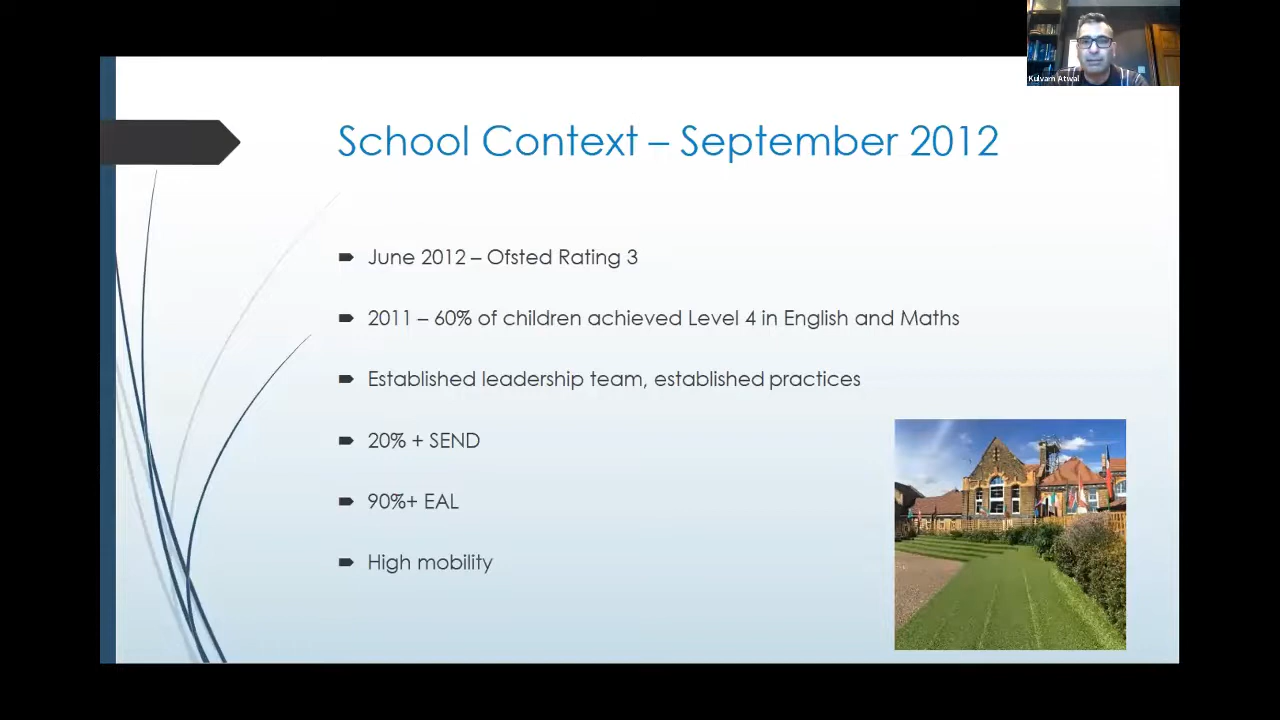 Kulvarn Atwal
School Context – September 2012
June 2012 – Ofsted Rating 3
2011 – 60% of children achieved Level 4 in English and Maths
Established leadership team, established practices
20% + SEND
90%+ EAL
High mobility